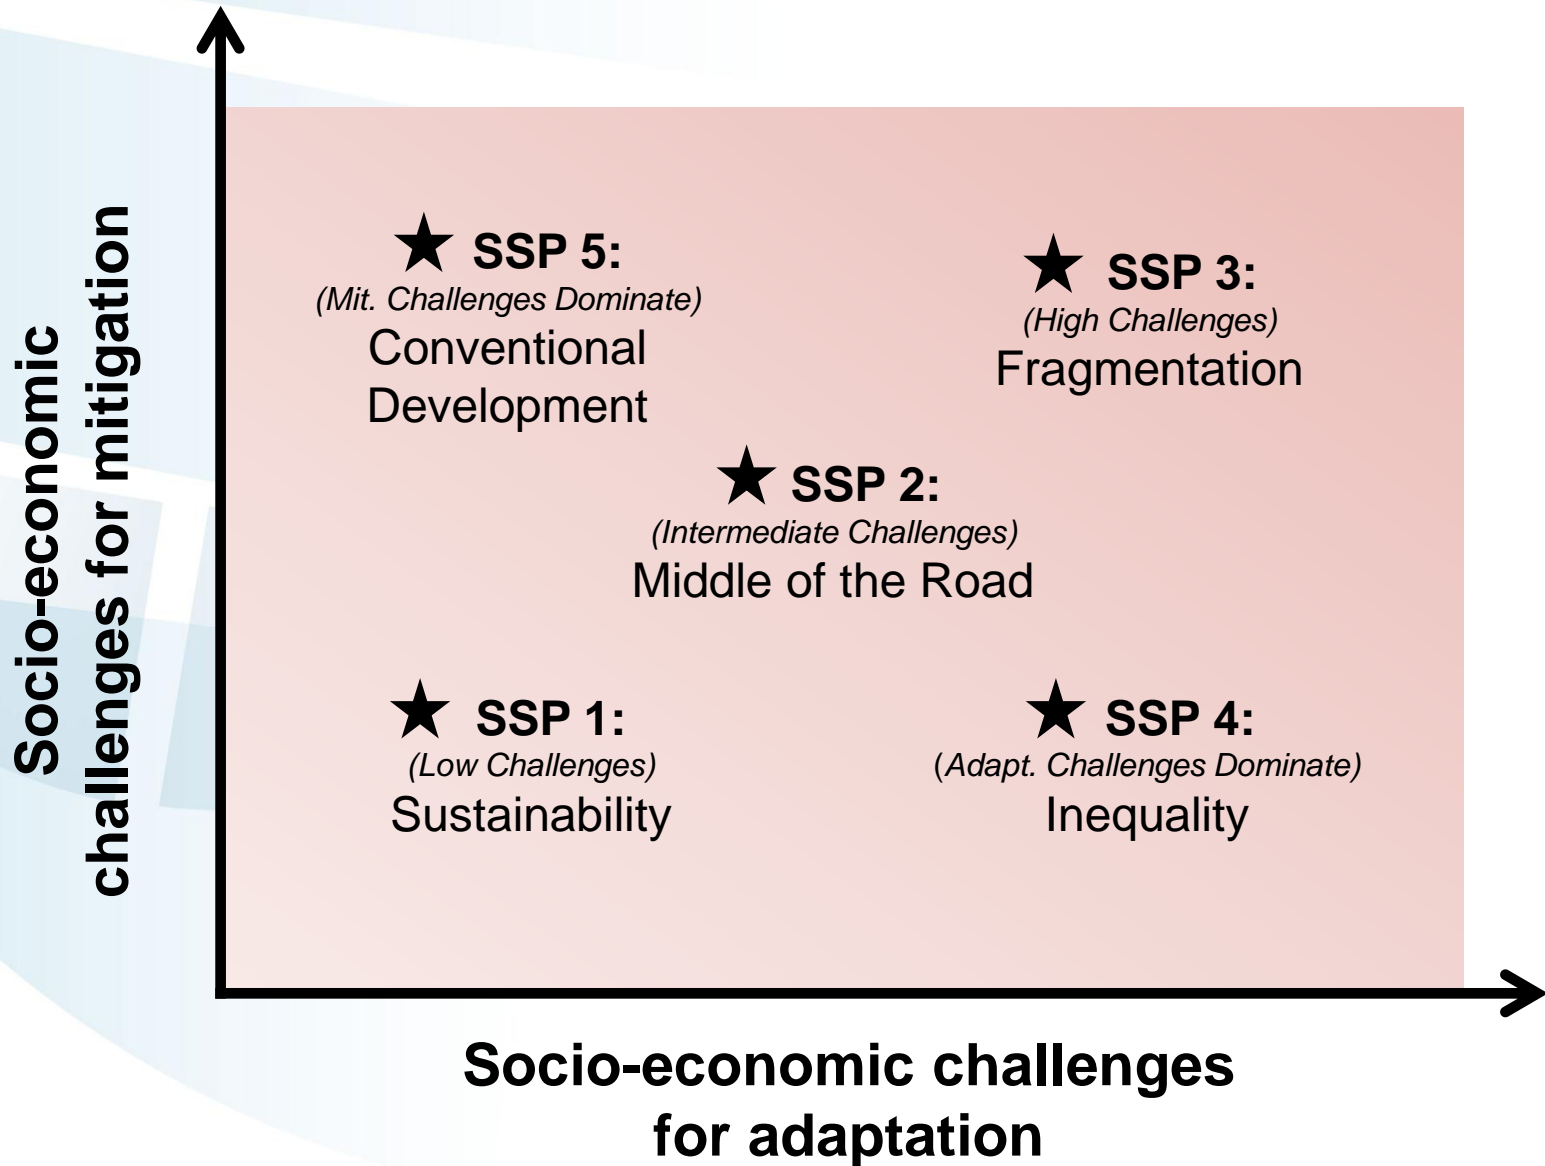 Socio-economic
challenges for mitigation
SSP 5:
(Mit. Challenges Dominate)
Conventional
Development
SSP 3:
(High Challenges)
Fragmentation
SSP 2:
(Intermediate Challenges)
Middle of the Road
SSP 1:
(Low Challenges)
Sustainability
SSP 4:
(Adapt. Challenges Dominate)
Inequality
Socio-economic challenges
for adaptation